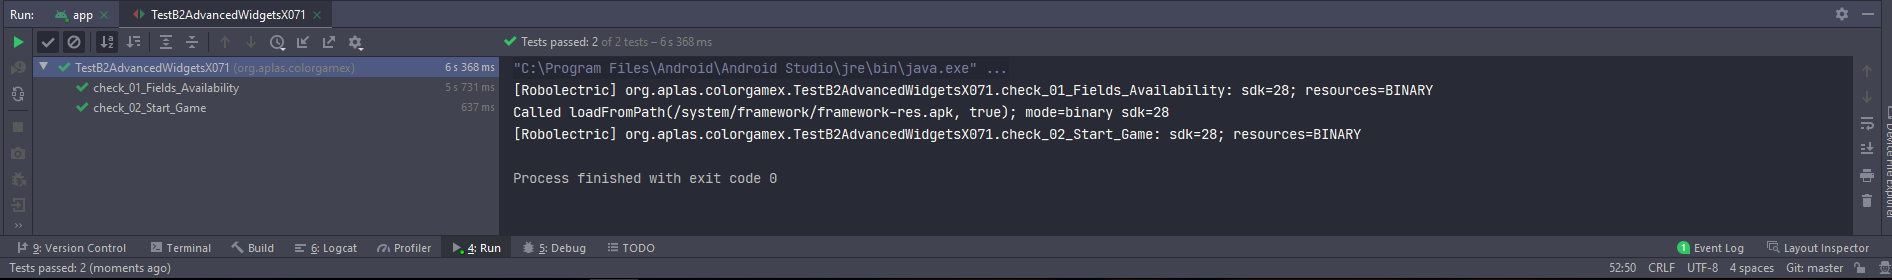 Run: app × TestB2AdvancedWidgetsX071 ×
Tests passed: 2 of 2 tests – 6 s 368 ms
TestB2AdvancedWidgetsX071 (org.aplas.colorgamex) 6 s 368 ms
check_01_Fields_Availability 5 s 731 ms
check_02_Start_Game 637 ms
"C:\Program Files\Android\Android Studio\jre\bin\java.exe" ...
[Robolectric] org.aplas.colorgamex.TestB2AdvancedWidgetsX071.check_01_Fields_Availability: sdk=28; resources=BINARY
Called loadFromPath(/system/framework/framework-res.apk, true); mode=binary sdk=28
[Robolectric] org.aplas.colorgamex.TestB2AdvancedWidgetsX071.check_02_Start_Game: sdk=28; resources=BINARY
Process finished with exit code 0
Device File Explorer
9: Version Control Terminal Build 6: Logcat Profiler 4: Run 5: Debug TODO 1 Event Log Layout Inspector
Tests passed: 2 (moments ago) 52:50 CRLF UTF-8 4 spaces Git: master